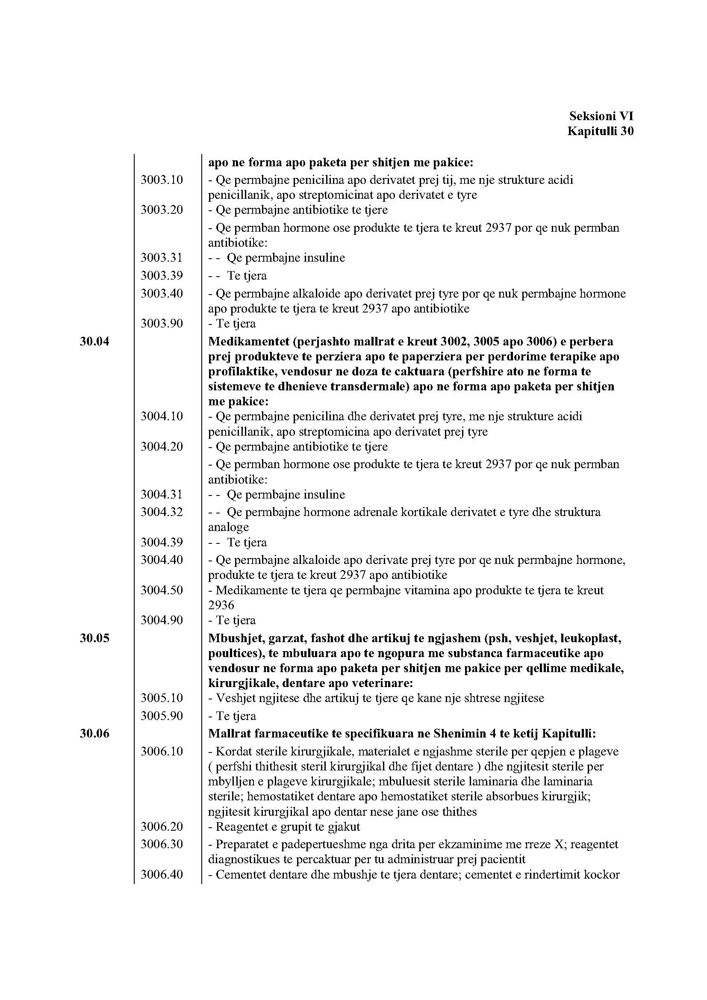 Seksioni VI
Kapitulli 30
apo ne forma apo paketa per shitjen me pakice:
3003.10 - Qe permbajne penicilina apo derivatet prej tij, me nje strukture acidi
penicillanik, apo streptomicinat apo derivatet e tyre
3003.20 - Qe permbajne antibiotike te tjere
- Qe permban hormone ose produkte te tjera te kreut 2937 por qe nuk permban
antibiotike:
3003.31 - - Qe permbajne insuline
3003.39 - - Te tjera
3003.40 - Qe permbajne alkaloide apo derivatet prej tyre por qe nuk permbajne hormone
apo produkte te tjera te kreut 2937 apo antibiotike
3003.90 - Te tjera
30.04 Medikamentet (perjashto mallrat e kreut 3002, 3005 apo 3006) e perbera
prej produkteve te perziera apo te paperziera per perdorime terapike apo
profilaktike, vendosur ne doza te caktuara (perfshire ato ne forma te
sistemeve te dhenieve transdermale) apo ne forma apo paketa per shitjen
me pakice:
3004.10 - Qe permbajne penicilina dhe derivatet prej tyre, me nje strukture acidi
penicillanik, apo streptomicina apo derivatet prej tyre
3004.20 - Qe permbajne antibiotike te tjere
- Qe permban hormone ose produkte te tjera te kreut 2937 por qe nuk permban
antibiotike:
3004.31 - - Qe permbajne insuline
3004.32 - - Qe permbajne hormone adrenale kortikale derivatet e tyre dhe struktura
analoge
3004.39 - - Te tjera
3004.40 - Qe permbajne alkaloide apo derivate prej tyre por qe nuk permbajne hormone,
produkte te tjera te kreut 2937 apo antibiotike
3004.50 - Medikamente te tjera qe permbajne vitamina apo produkte te tjera te kreut
2936
3004.90 - Te tjera
30.05 Mbushjet, garzat, fashot dhe artikuj te ngjashem (psh, veshjet, leukoplast,
poultices), te mbuluara apo te ngopura me substanca farmaceutike apo
vendosur ne forma apo paketa per shitjen me pakice per qellime medikale,
kirurgjikale, dentare apo veterinare:
3005.10 - Veshjet ngjitese dhe artikuj te tjere qe kane nje shtrese ngjitese
3005.90 - Te tjera
30.06 Mallrat farmaceutike te specifikuara ne Shenimin 4 te ketij Kapitulli:
3006.10 - Kordat sterile kirurgjikale, materialet e ngjashme sterile per qepjen e plageve
( perfshi thithesit steril kirurgjikal dhe fijet dentare ) dhe ngjitesit sterile per
mbylljen e plageve kirurgjikale; mbuluesit sterile laminaria dhe laminaria
sterile; hemostatiket dentare apo hemostatiket sterile absorbues kirurgjik;
ngjitesit kirurgjikal apo dentar nese jane ose thithes
3006.20 - Reagentet e grupit te gjakut
3006.30 - Preparatet e padepertueshme nga drita per ekzaminime me rreze X; reagentet
diagnostikues te percaktuar per tu administruar prej pacientit
3006.40 - Cementet dentare dhe mbushje te tjera dentare; cementet e rindertimit kockor